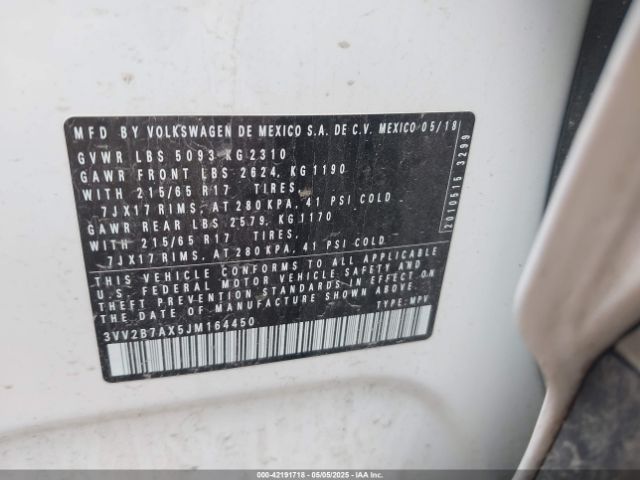 MFD BY VOLKSWAGEN DE MEXICO S.A. DE C.V. MEXICO 05/18
GVWR LBS 5093 KG 2310
GAWR FRONT LBS 2624, KG 1190
WITH 215/65 R17 TIRES,
7JX17 RIMS, AT 280 KPA, 41 PSI COLD
GAWR REAR LBS 2579, KG 1170
WITH 215/65 R17 TIRES,
7JX17 RIMS, AT 280 KPA, 41 PSI COLD
THIS VEHICLE CONFORMS TO ALL APPLICABLE
U.S. FEDERAL MOTOR VEHICLE SAFETY AND
THEFT PREVENTION STANDARDS IN EFFECT ON
THE DATE OF MANUFACTURE SHOWN ABOVE.
3VV2B7AX5JM164450 TYPE: MPV
2010515 3299
000-42191718 - 05/05/2025 - IAA Inc.